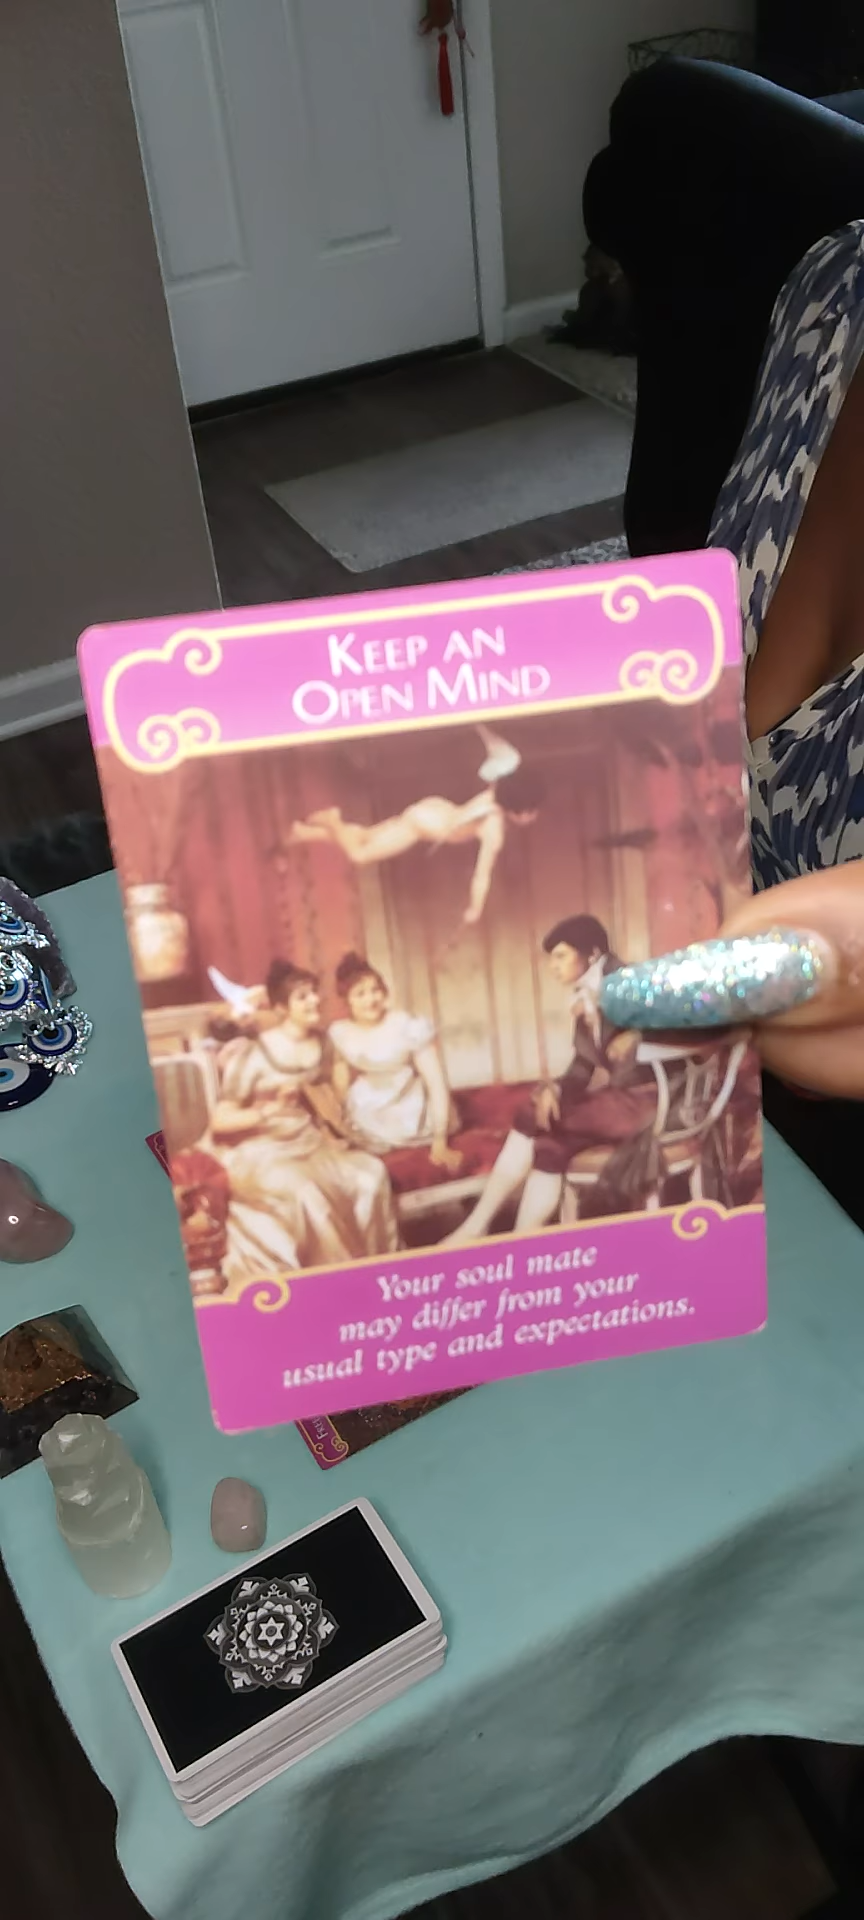 KEEP AN
OPEN MIND
Your soul mate
may differ from your
usual type and expectations.